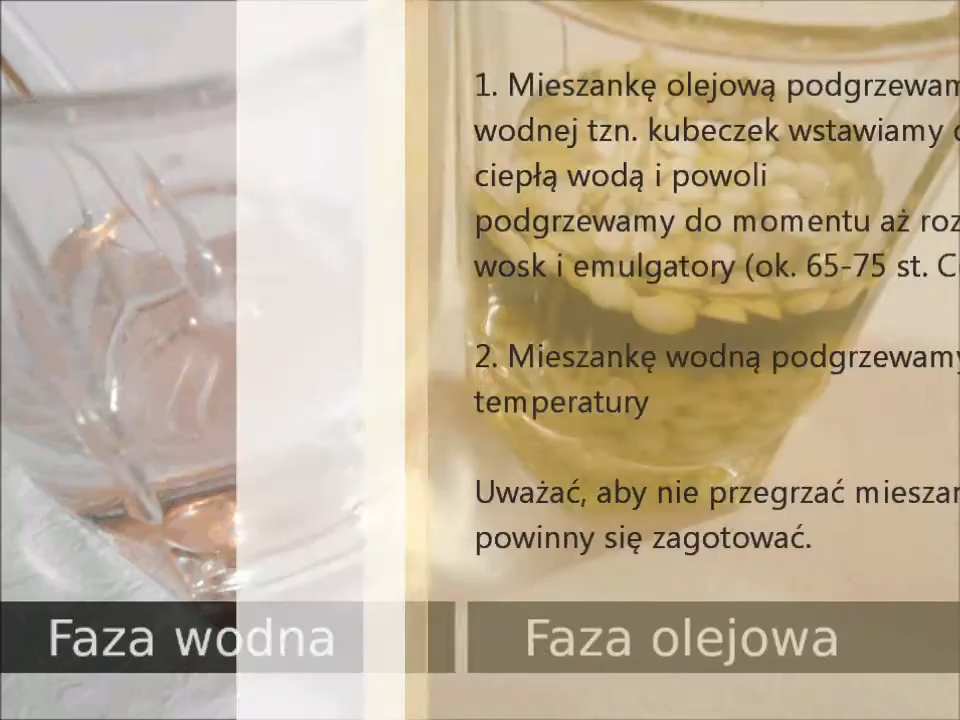 1. Mieszankę olejową
wodnej tzn. kubeczek wstawiamy
ciepłą wodą i powoli
podgrzewamy do momentu aż
wosk i emulgatory (ok. 65-75 st.
2. Mieszankę wodną podgrzewamy
temperatury
Uważać, aby nie przegrzać
powinny się zagotować.
Faza wodna
Faza olejowa